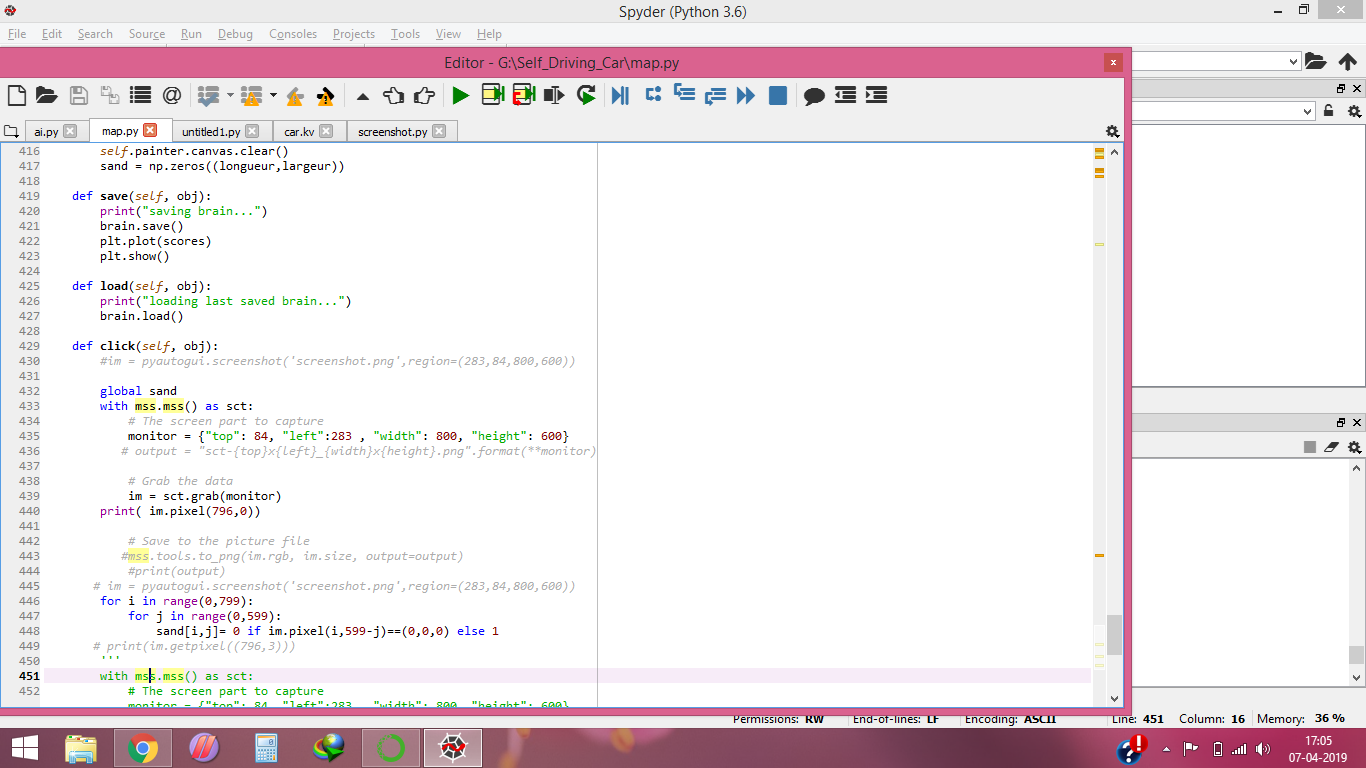 Spyder (Python 3.6)
File Edit Search Source Run Debug Consoles Projects Tools View Help
Editor - G:\Self_Driving_Car\map.py
ai.py map.py untitled1.py car.kv screenshot.py
416 self.painter.canvas.clear()
417 sand = np.zeros((longueur,largeur))
418
419 def save(self, obj):
420 print("saving brain...")
421 brain.save()
422 plt.plot(scores)
423 plt.show()
424
425 def load(self, obj):
426 print("loading last saved brain...")
427 brain.load()
428
429 def click(self, obj):
430 #im = pyautogui.screenshot('screenshot.png',region=(283,84,800,600))
431
432 global sand
433 with mss.mss() as sct:
434 # The screen part to capture
435 monitor = {"top": 84, "left":283 , "width": 800, "height": 600}
436 # output = "sct-{top}x{left}_{width}x{height}.png".format(**monitor)
437
438 # Grab the data
439 im = sct.grab(monitor)
440 print( im.pixel(796,0))
441
442 # Save to the picture file
443 #mss.tools.to_png(im.rgb, im.size, output=output)
444 #print(output)
445 # im = pyautogui.screenshot('screenshot.png',region=(283,84,800,600))
446 for i in range(0,799):
447 for j in range(0,599):
448 sand[i,j]= 0 if im.pixel(i,599-j)==(0,0,0) else 1
449 # print(im.getpixel((796,3)))
450 '''
451 with mss.mss() as sct:
452 # The screen part to capture
monitor = {"top": 84, "left":283 , "width": 800, "height": 600}
Permissions: RW End-of-lines: LF Encoding: ASCII Line: 451 Column: 16 Memory: 36 %
17:05
07-04-2019